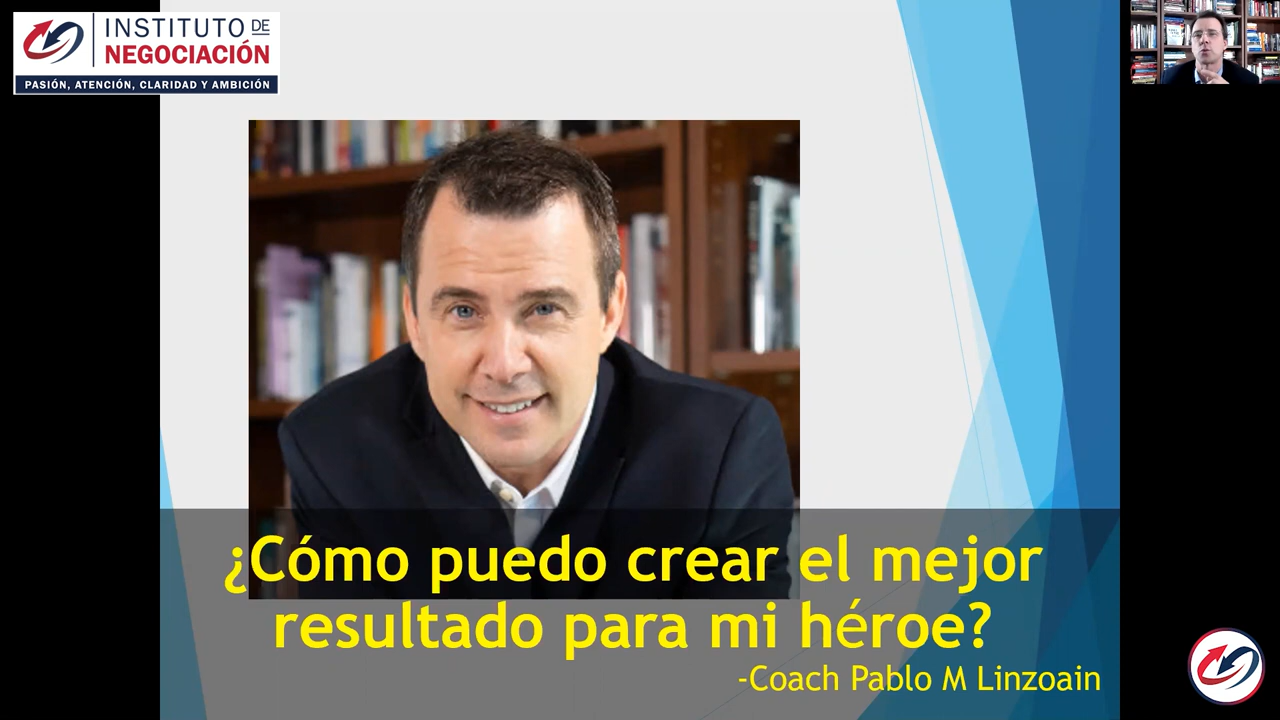 INSTITUTO DE
NEGOCIACIÓN
PASIÓN, ATENCIÓN, CLARIDAD Y AMBICIÓN
¿Cómo puedo crear el mejor
resultado para mi héroe?
-Coach Pablo M Linzoain